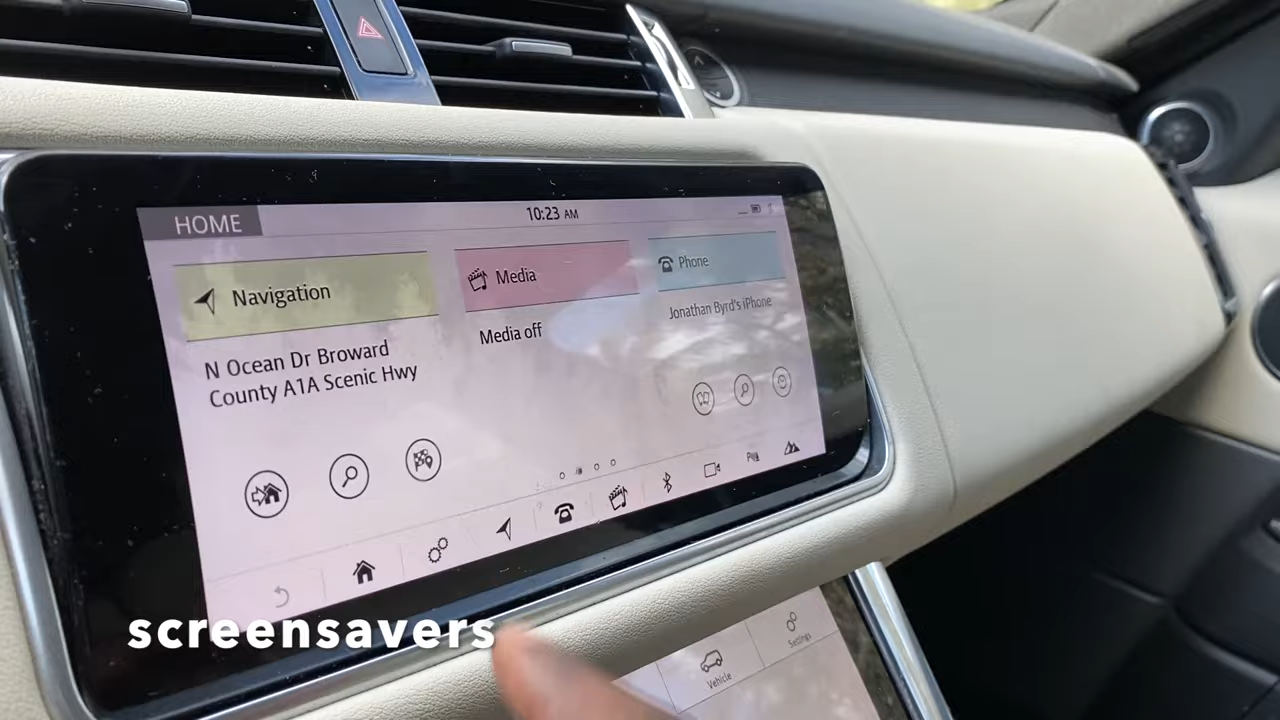 HOME
10:23 AM
Navigation
Media
Phone
N Ocean Dr Broward
County A1A Scenic Hwy
Media off
Jonathan Byrd's iPhone
screensavers
Vehicle
Settings